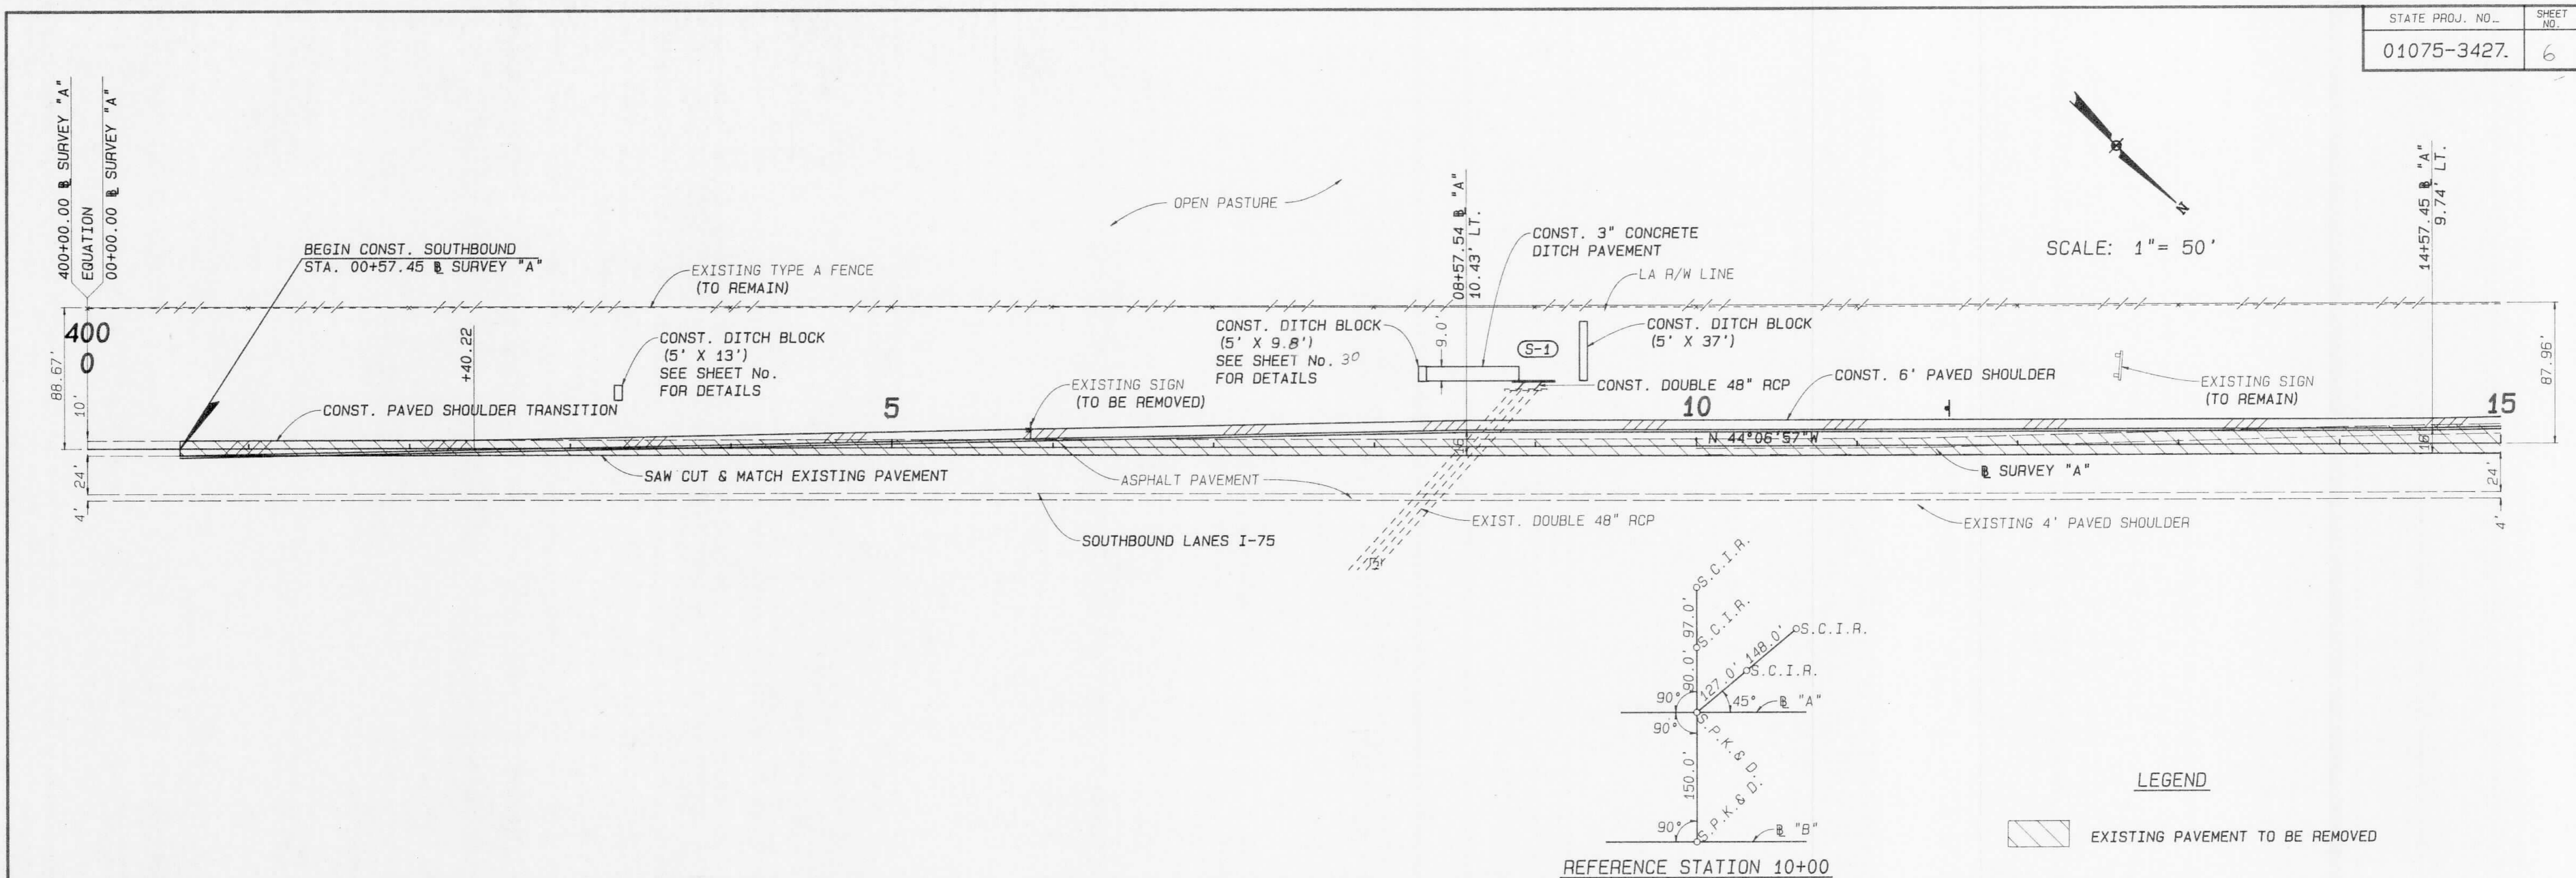 STATE PROJ. NO.
SHEET NO.
01075-3427.
6
400+00.00 ℄ SURVEY "A"
EQUATION
00+00.00 ℄ SURVEY "A"
BEGIN CONST. SOUTHBOUND
STA. 00+57.45 ℄ SURVEY "A"
EXISTING TYPE A FENCE
(TO REMAIN)
OPEN PASTURE
08+57.54 ℄ "A"
10.43' LT.
CONST. 3" CONCRETE
DITCH PAVEMENT
LA R/W LINE
N
SCALE: 1"= 50'
14+57.45 ℄ "A"
9.74' LT.
400
0
88.67'
10'
24'
4'
+40.22
CONST. DITCH BLOCK
(5' X 13')
SEE SHEET No.
FOR DETAILS
CONST. PAVED SHOULDER TRANSITION
5
EXISTING SIGN
(TO BE REMOVED)
CONST. DITCH BLOCK
(5' X 9.8')
SEE SHEET No. 30
FOR DETAILS
9.0'
S-1
CONST. DITCH BLOCK
(5' X 37')
CONST. DOUBLE 48" RCP
CONST. 6' PAVED SHOULDER
10
EXISTING SIGN
(TO REMAIN)
15
87.96'
16'
N 44°06'57"W
16'
SAW CUT & MATCH EXISTING PAVEMENT
ASPHALT PAVEMENT
℄ SURVEY "A"
24'
4'
SOUTHBOUND LANES I-75
EXIST. DOUBLE 48" RCP
EXISTING 4' PAVED SHOULDER
S.C.I.R.
97.0'
S.C.I.R.
90.0'
S.C.I.R.
148.0'
S.C.I.R.
127.0'
90°
45°
℄ "A"
90°
S.P.K.& D.
150.0'
S.P.K.& D.
90°
℄ "B"
REFERENCE STATION 10+00
LEGEND
EXISTING PAVEMENT TO BE REMOVED